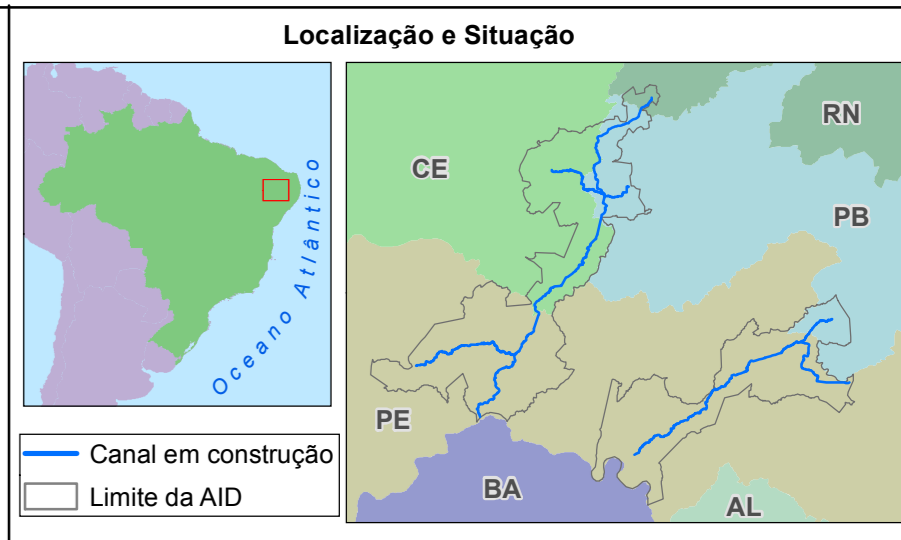 Localização e Situação
Oceano Atlântico
CE
RN
PB
PE
BA
AL
Canal em construção
Limite da AID